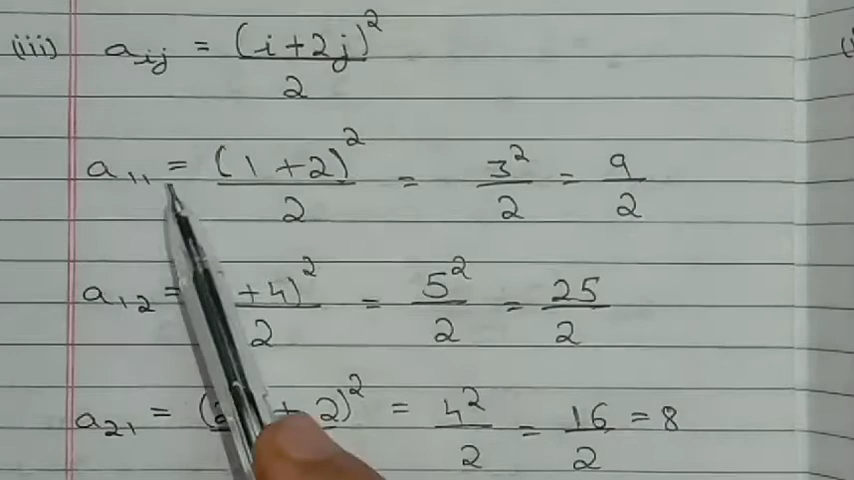 (iii) a_ij = (i+2j)² / 2
a₁₁ = (1+2)² / 2 = 3² / 2 = 9 / 2
a₁₂ = +4)² / 2 = 5² / 2 = 25 / 2
a₂₁ = (2+2)² = 4² / 2 = 16 / 2 = 8